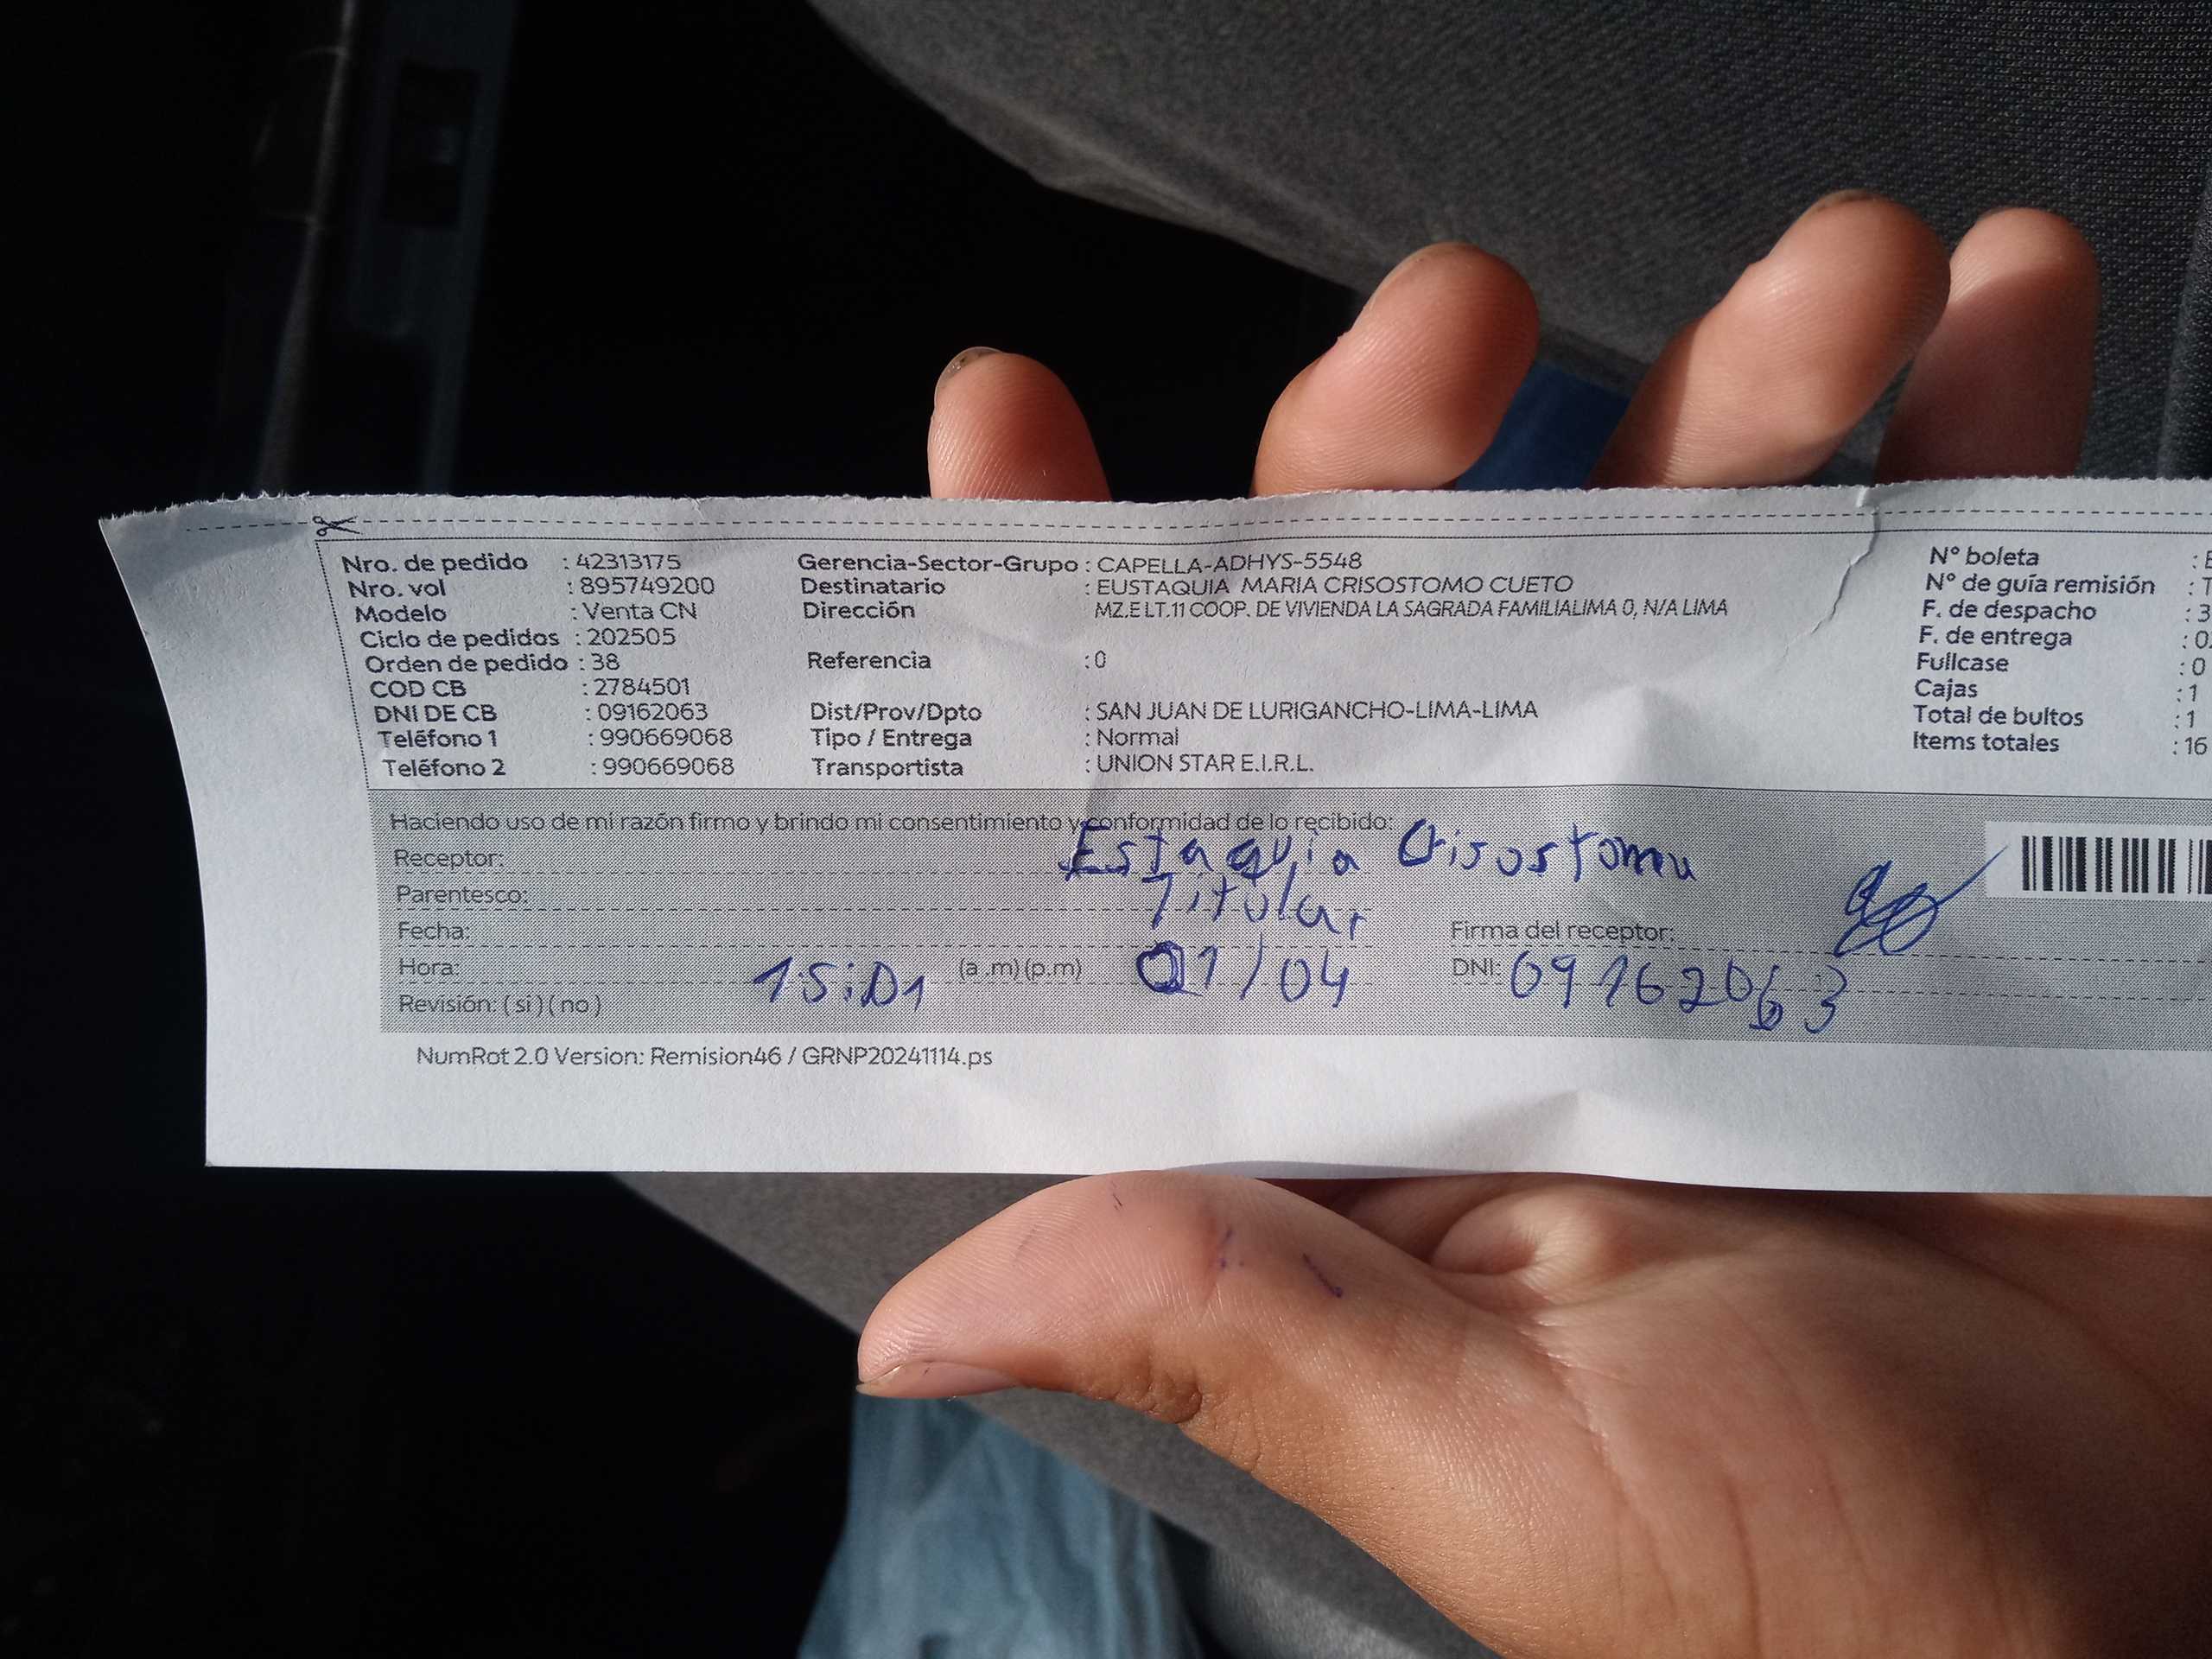 Nro. de pedido : 42313175 Gerencia-Sector-Grupo : CAPELLA-ADHYS-5548 N° boleta :
Nro. vol : 895749200 Destinatario : EUSTAQUIA MARIA CRISOSTOMO CUETO N° de guía remisión :
Modelo : Venta CN Dirección MZ.E LT.11 COOP. DE VIVIENDA LA SAGRADA FAMILIALIMA 0, N/A LIMA F. de despacho : 3
Ciclo de pedidos : 202505 F. de entrega : 0
Orden de pedido : 38 Referencia : 0 Fullcase : 0
COD CB : 2784501 Cajas : 1
DNI DE CB : 09162063 Dist/Prov/Dpto : SAN JUAN DE LURIGANCHO-LIMA-LIMA Total de bultos : 1
Teléfono 1 : 990669068 Tipo / Entrega : Normal Items totales : 16
Teléfono 2 : 990669068 Transportista : UNION STAR E.I.R.L.
Haciendo uso de mi razón firmo y brindo mi consentimiento y conformidad de lo recibido:
Receptor: Estaquia Crisostomu
Parentesco: Titular
Fecha: 01/04 Firma del receptor:
Hora: 15:01 (a .m) (p.m) DNI: 09162063
Revisión: ( si ) ( no )
NumRot 2.0 Version: Remision46 / GRNP20241114.ps